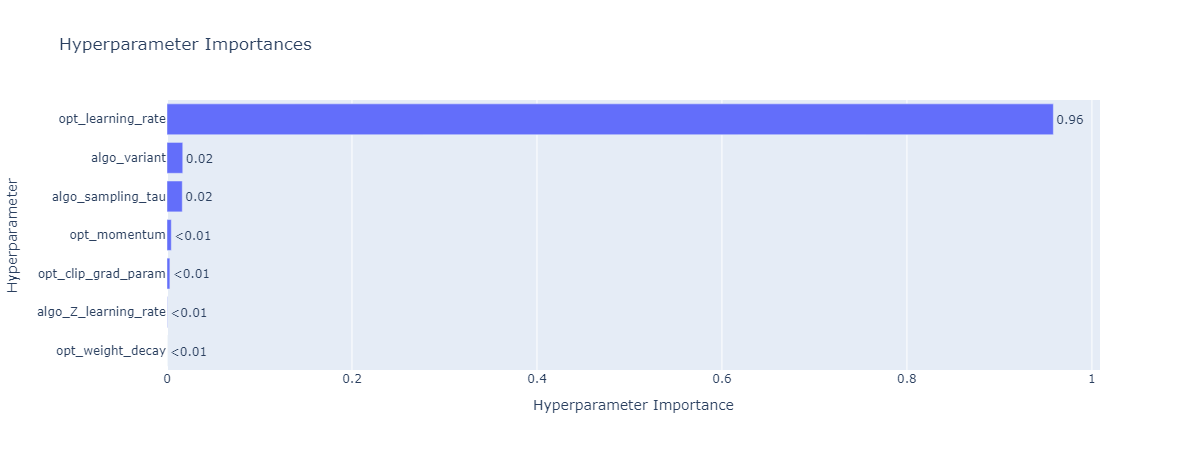 Hyperparameter Importances
Hyperparameter
opt_learning_rate 0.96
algo_variant 0.02
algo_sampling_tau 0.02
opt_momentum <0.01
opt_clip_grad_param <0.01
algo_Z_learning_rate <0.01
opt_weight_decay <0.01
0 0.2 0.4 0.6 0.8 1
Hyperparameter Importance